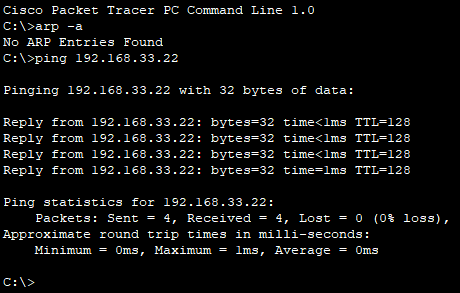 Cisco Packet Tracer PC Command Line 1.0
C:\>arp -a
No ARP Entries Found
C:\>ping 192.168.33.22

Pinging 192.168.33.22 with 32 bytes of data:

Reply from 192.168.33.22: bytes=32 time<1ms TTL=128
Reply from 192.168.33.22: bytes=32 time<1ms TTL=128
Reply from 192.168.33.22: bytes=32 time<1ms TTL=128
Reply from 192.168.33.22: bytes=32 time=1ms TTL=128

Ping statistics for 192.168.33.22:
    Packets: Sent = 4, Received = 4, Lost = 0 (0% loss),
Approximate round trip times in milli-seconds:
    Minimum = 0ms, Maximum = 1ms, Average = 0ms

C:\>